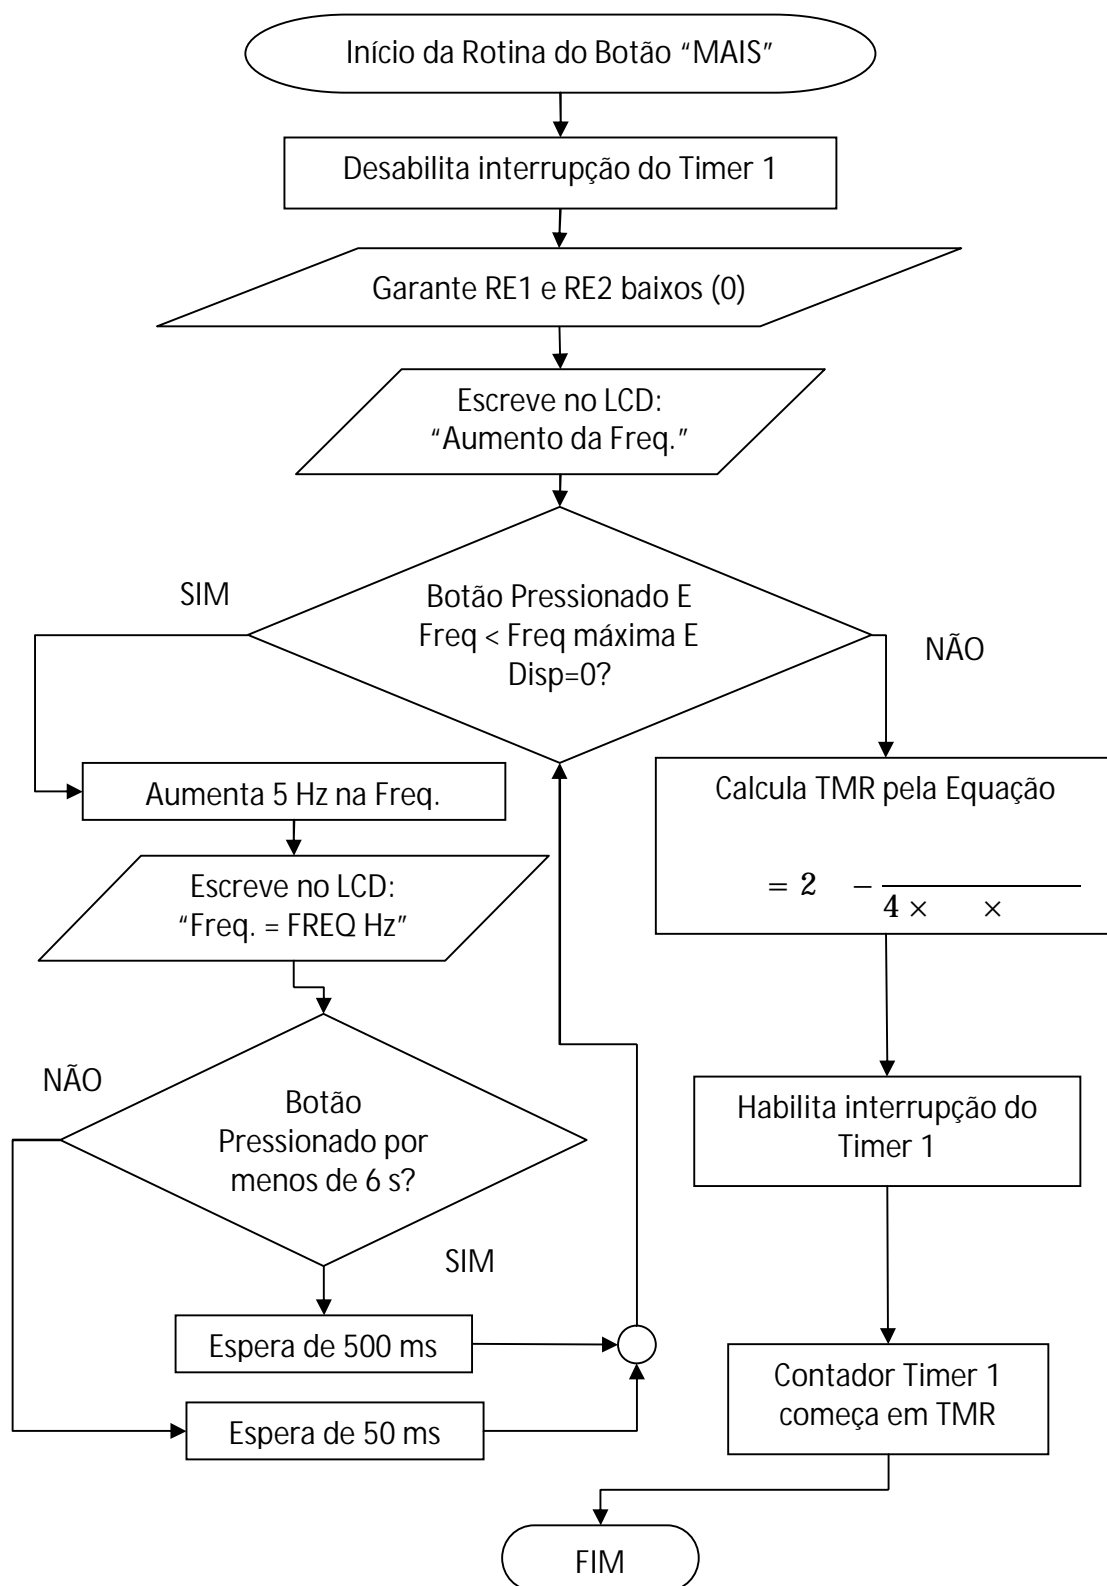 Início da Rotina do Botão “MAIS”
Desabilita interrupção do Timer 1
Garante RE1 e RE2 baixos (0)
Escreve no LCD:
“Aumento da Freq.”
SIM
Botão Pressionado E
Freq < Freq máxima E
Disp=0?
NÃO
Aumenta 5 Hz na Freq.
Calcula TMR pela Equação
= 2 −
4 × ×
Escreve no LCD:
“Freq. = FREQ Hz”
NÃO
Botão
Pressionado por
menos de 6 s?
SIM
Habilita interrupção do
Timer 1
Espera de 500 ms
Espera de 50 ms
Contador Timer 1
começa em TMR
FIM